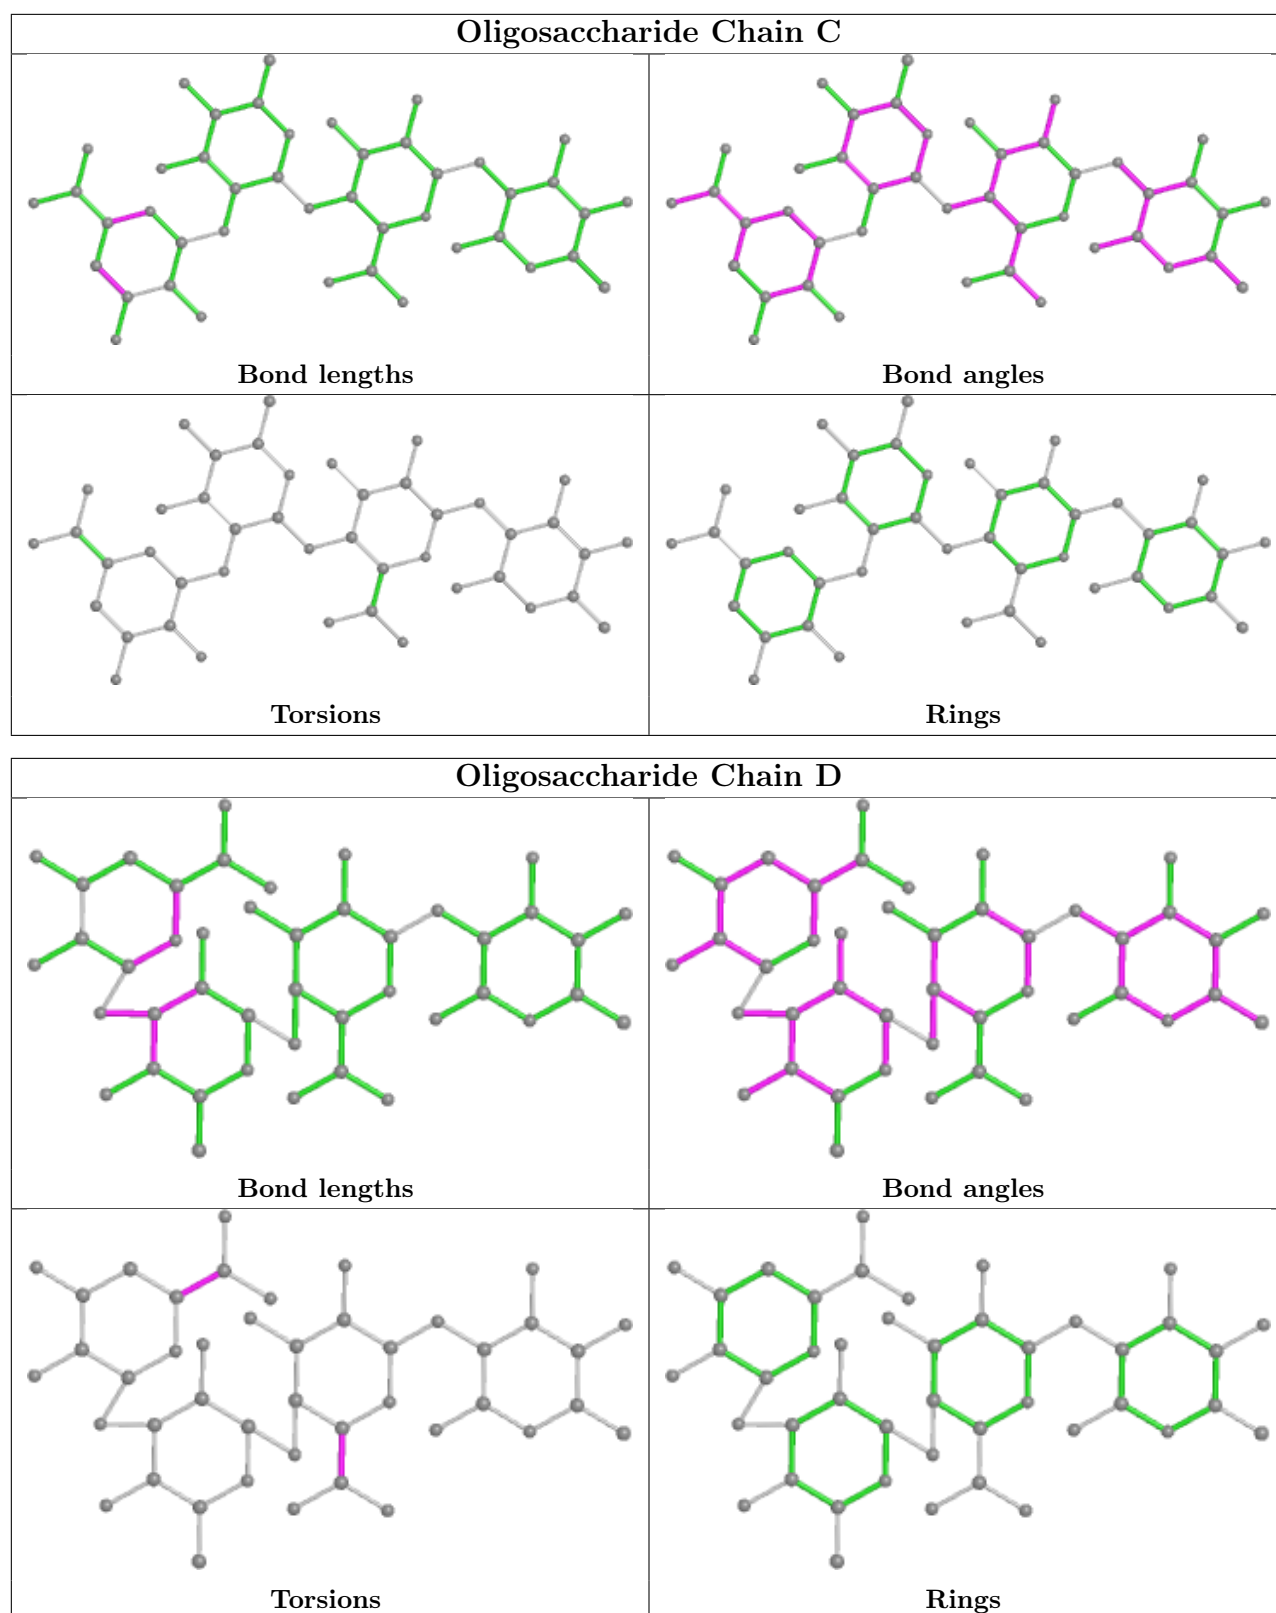 Oligosaccharide Chain C
Bond lengths
Bond angles
Torsions
Rings
Oligosaccharide Chain D
Bond lengths
Bond angles
Torsions
Rings